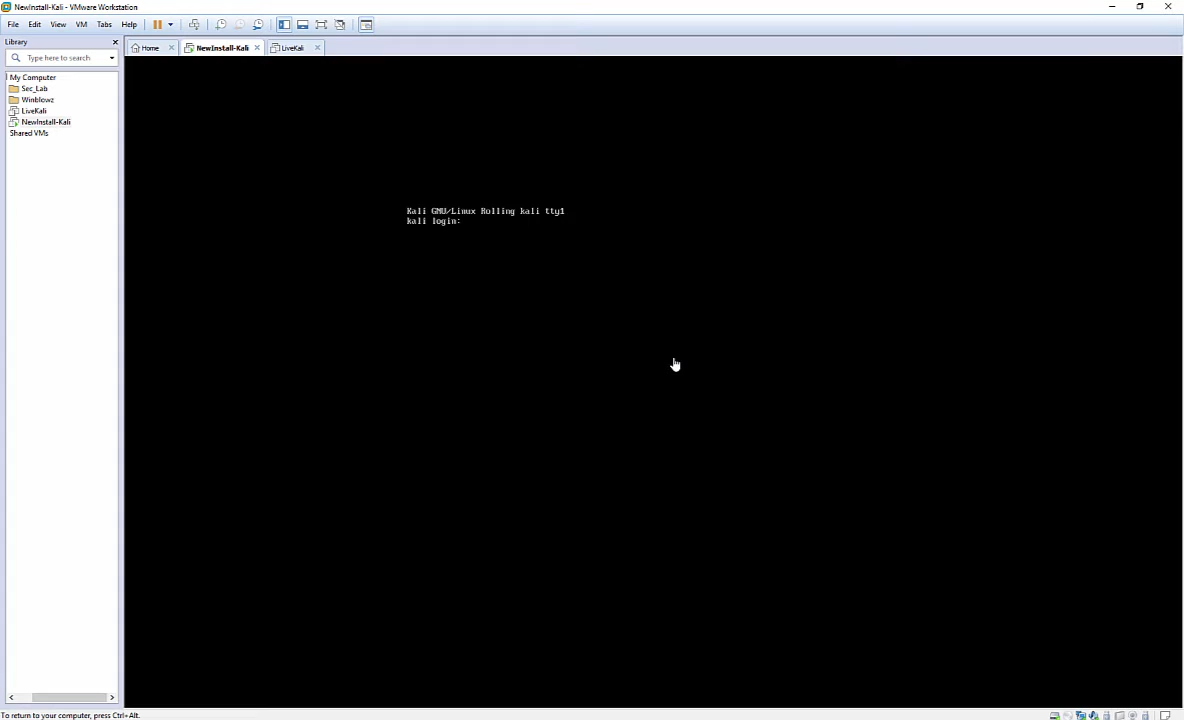 NewInstall-Kali - VMware Workstation
File Edit View VM Tabs Help
Library
Home NewInstall-Kali LiveKali
Type here to search
My Computer
Sec_Lab
Winblowz
LiveKali
NewInstall-Kali
Shared VMs
Kali GNU/Linux Rolling kali tty1
kali login:
To return to your computer, press Ctrl+Alt.